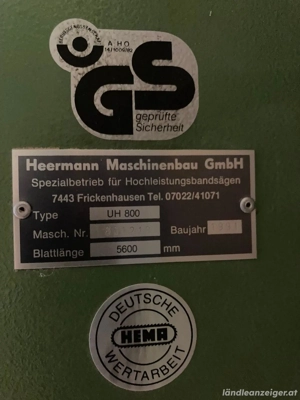 A H O
GS
geprüfte
Sicherheit
Heermann Maschinenbau GmbH
Spezialbetrieb für Hochleistungsbandsägen
7443 Frickenhausen Tel. 07022/41071
Type UH 800
Masch. Nr. Baujahr
Blattlänge 5600 mm
DEUTSCHE
HEMA
WERTARBEIT
ländleanzeiger.at